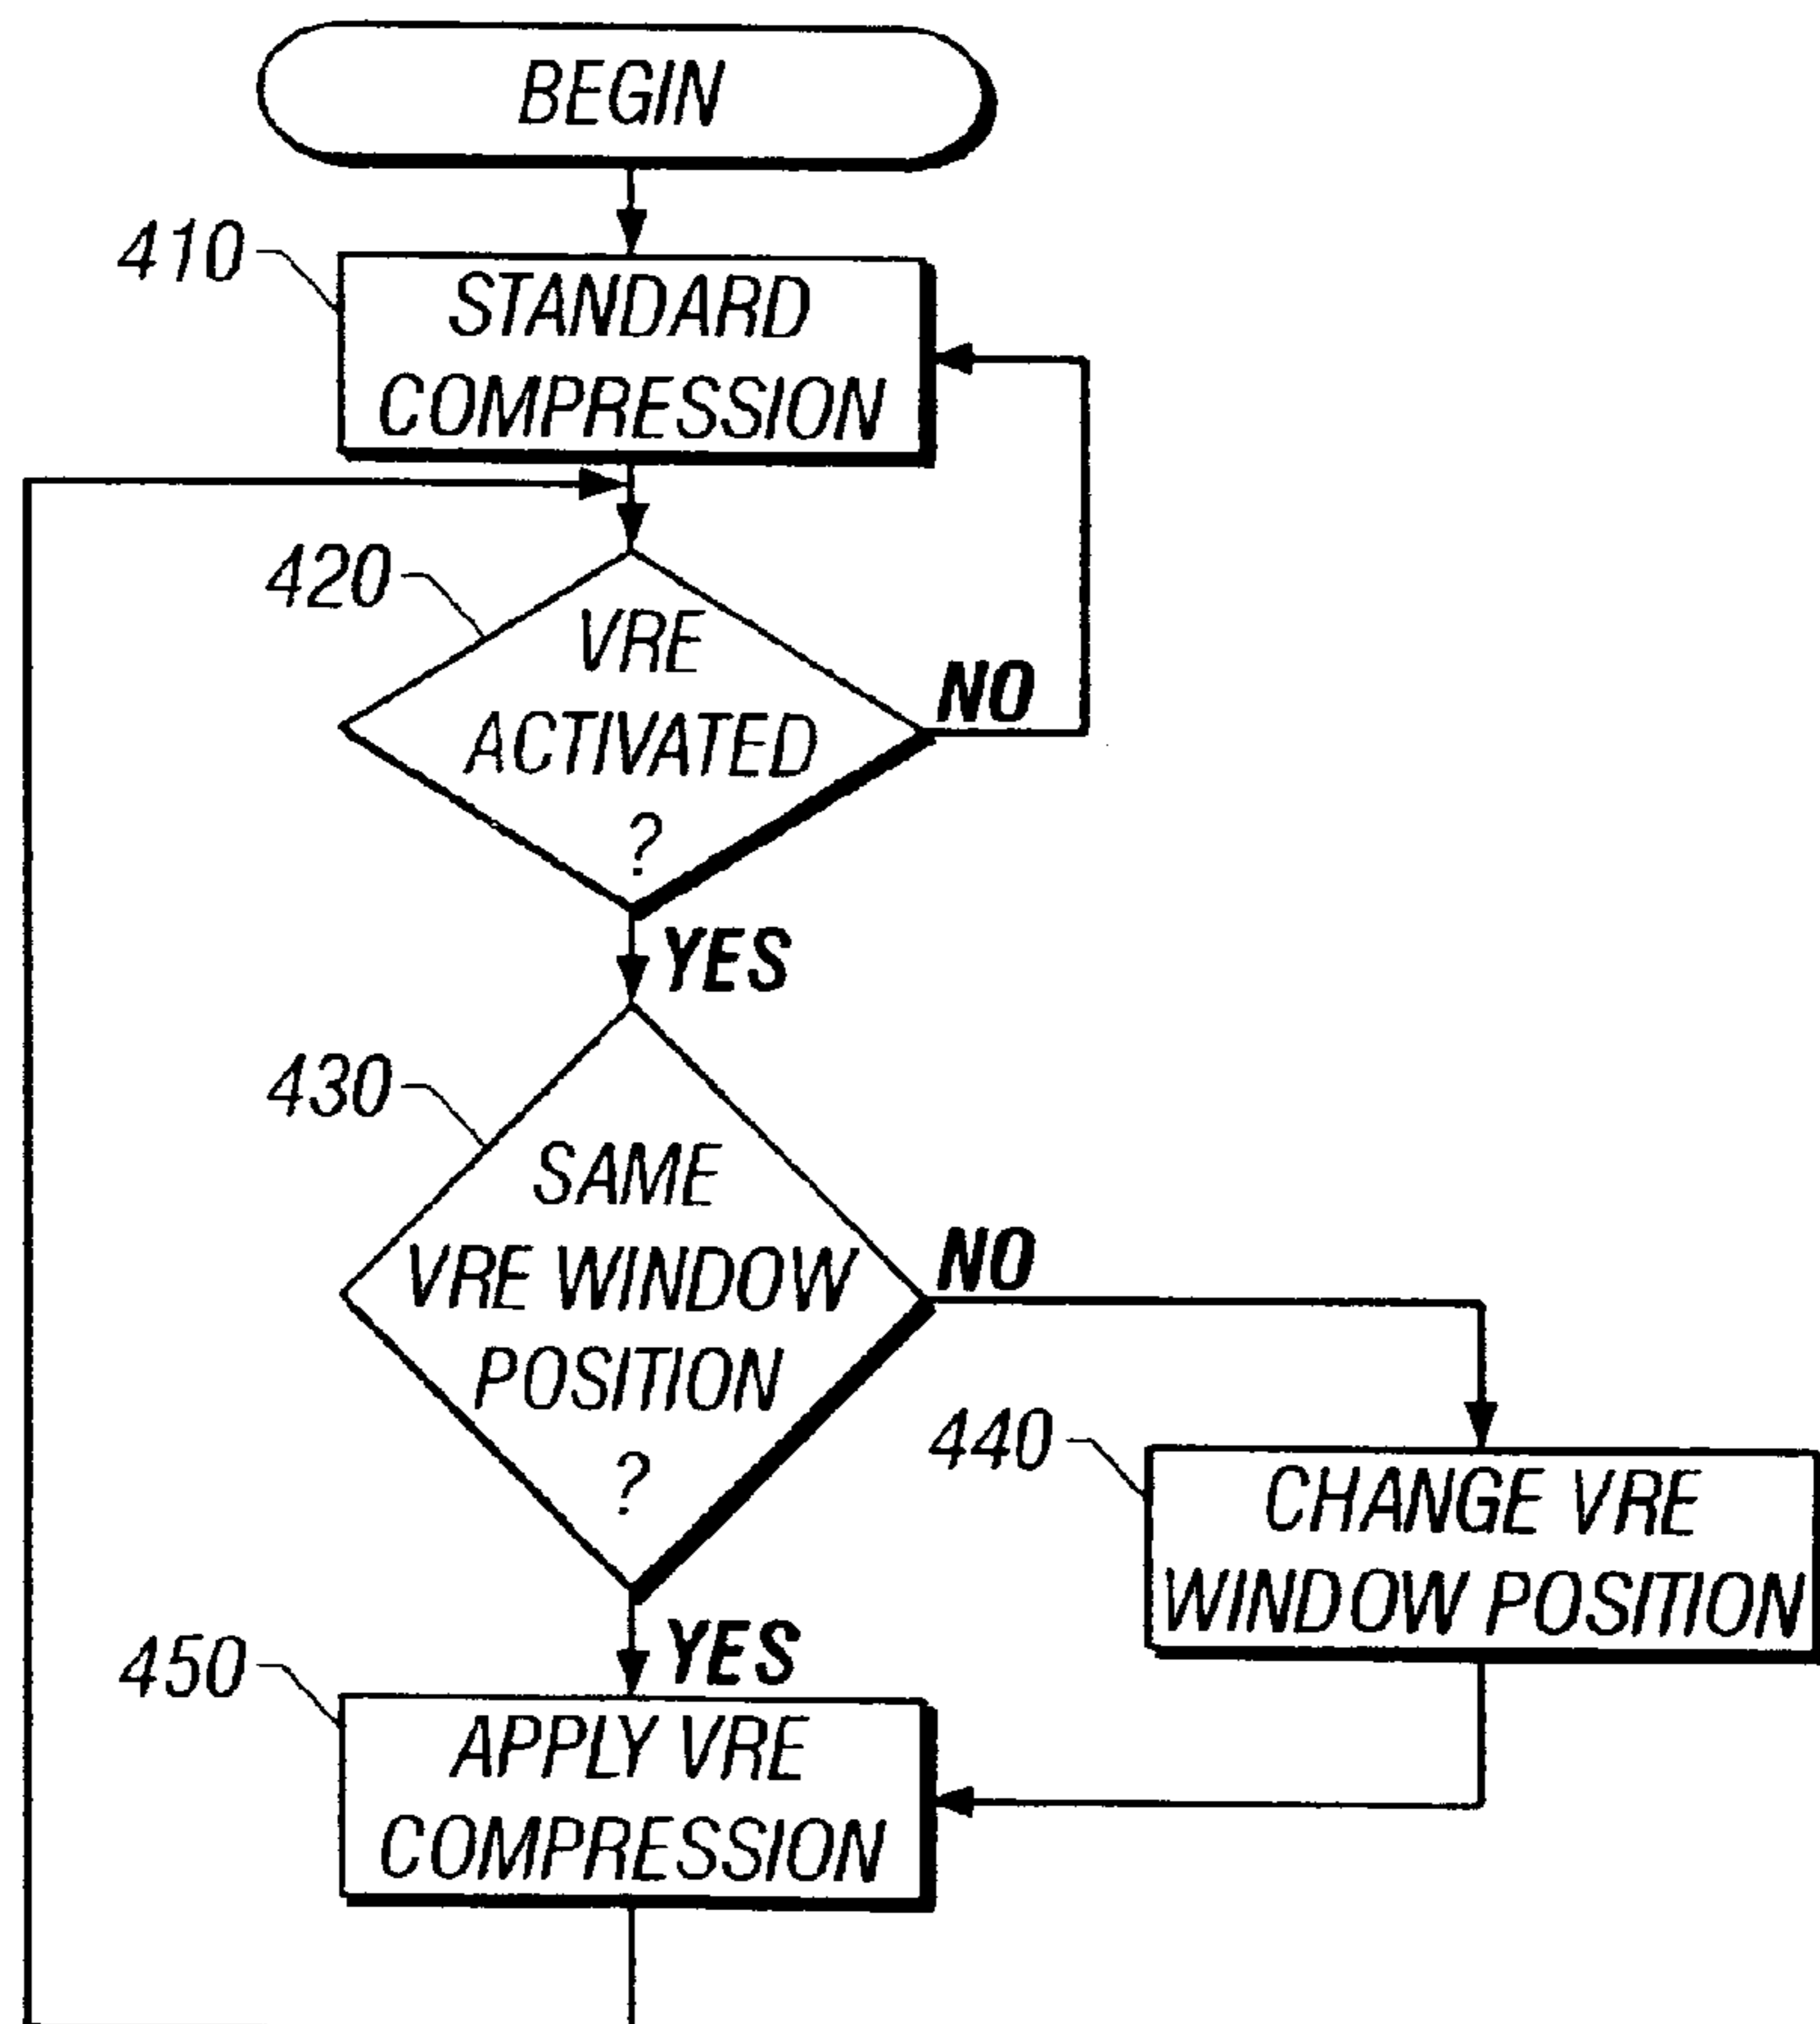 BEGIN
410
STANDARD
COMPRESSION
420
VRE
ACTIVATED
?
NO
YES
430
SAME
VRE WINDOW
POSITION
?
NO
440
CHANGE VRE
WINDOW POSITION
YES
450
APPLY VRE
COMPRESSION